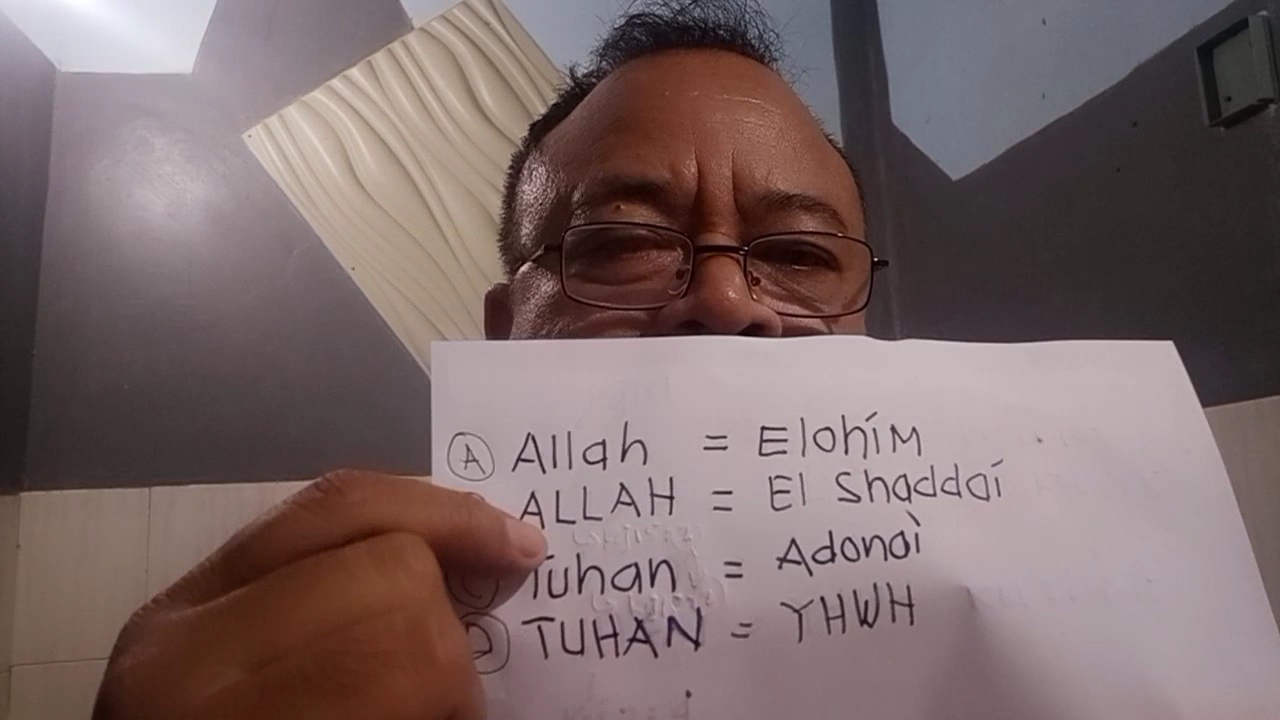 A Allah = Elohim
ALLAH = El Shaddai
C Tuhan = Adonai
D TUHAN = YHWH